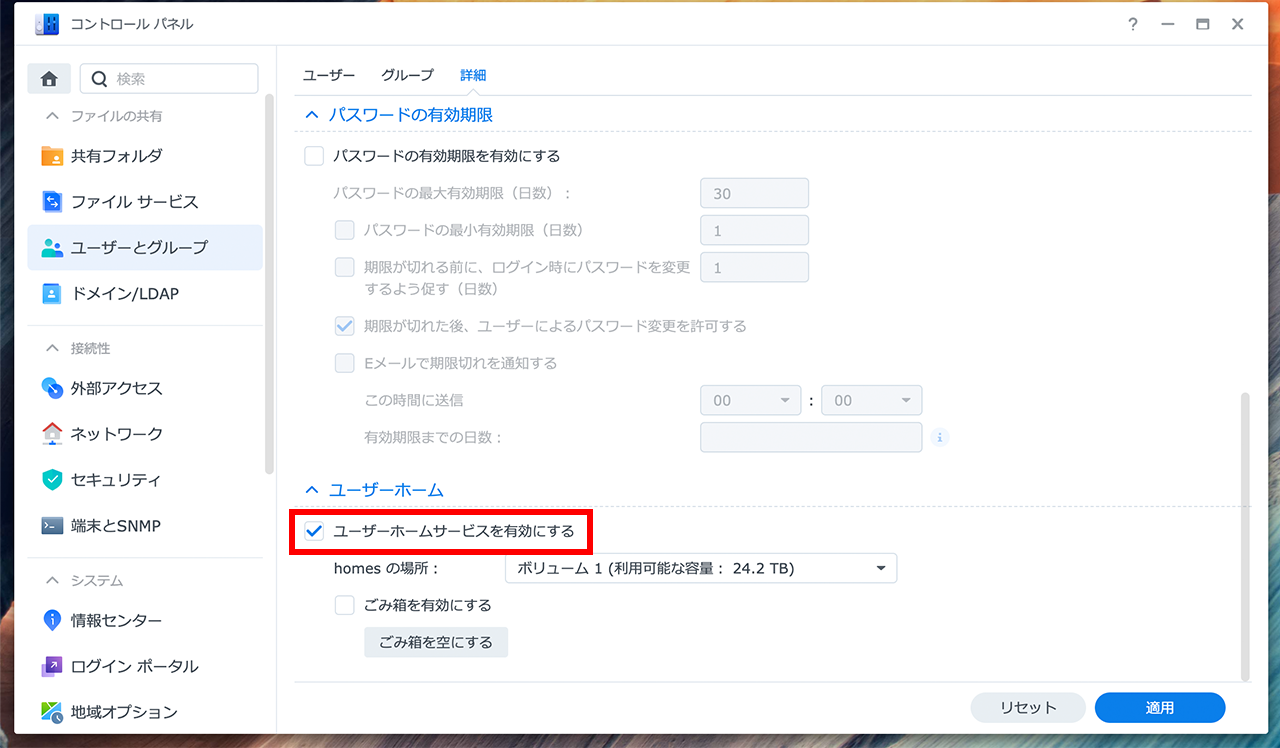 コントロール パネル
検索
ファイルの共有
共有フォルダ
ファイル サービス
ユーザーとグループ
ドメイン/LDAP
接続性
外部アクセス
ネットワーク
セキュリティ
端末とSNMP
システム
情報センター
ログイン ポータル
地域オプション
ユーザー グループ 詳細
パスワードの有効期限
パスワードの有効期限を有効にする
パスワードの最大有効期限（日数）： 30
パスワードの最小有効期限（日数） 1
期限が切れる前に、ログイン時にパスワードを変更 1
するよう促す（日数）
期限が切れた後、ユーザーによるパスワード変更を許可する
Eメールで期限切れを通知する
この時間に送信 00 : 00
有効期限までの日数：
ユーザーホーム
ユーザーホームサービスを有効にする
homes の場所： ボリューム 1 (利用可能な容量： 24.2 TB)
ごみ箱を有効にする
ごみ箱を空にする
リセット 適用